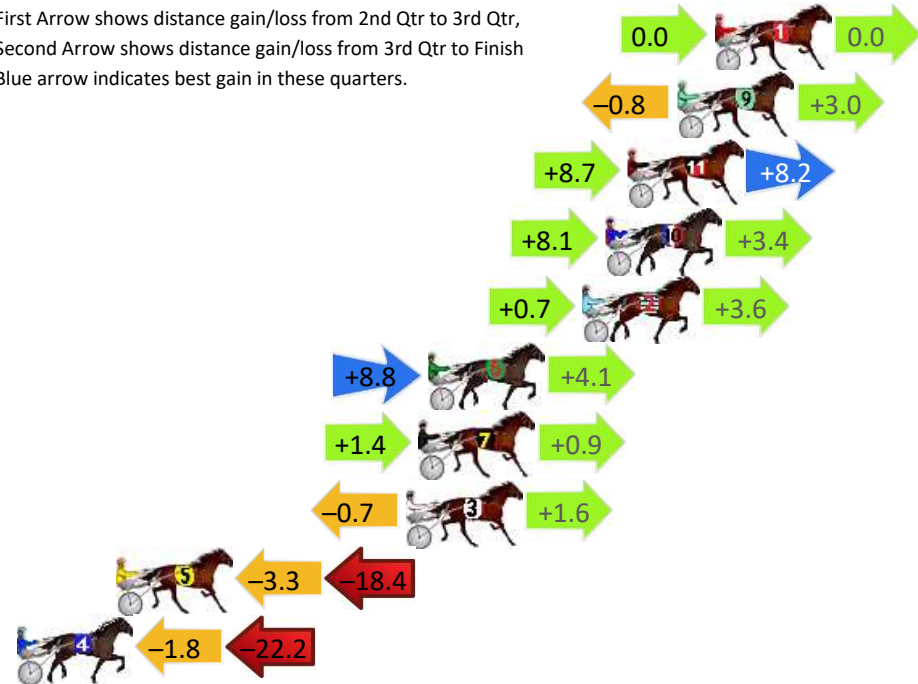 First Arrow shows distance gain/loss from 2nd Qtr to 3rd Qtr,
Second Arrow shows distance gain/loss from 3rd Qtr to Finish
Blue arrow indicates best gain in these quarters.
0.0 1 0.0
–0.8 9 +3.0
+8.7 11 +8.2
+8.1 10 +3.4
+0.7 2 +3.6
+8.8 +4.1
+1.4 7 +0.9
–0.7 3 +1.6
5 –3.3 –18.4
4 –1.8 –22.2